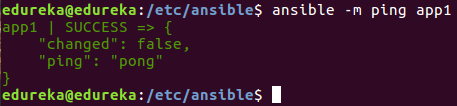 edureka@edureka:/etc/ansible$ ansible -m ping app1
app1 | SUCCESS => {
    "changed": false,
    "ping": "pong"
}
edureka@edureka:/etc/ansible$